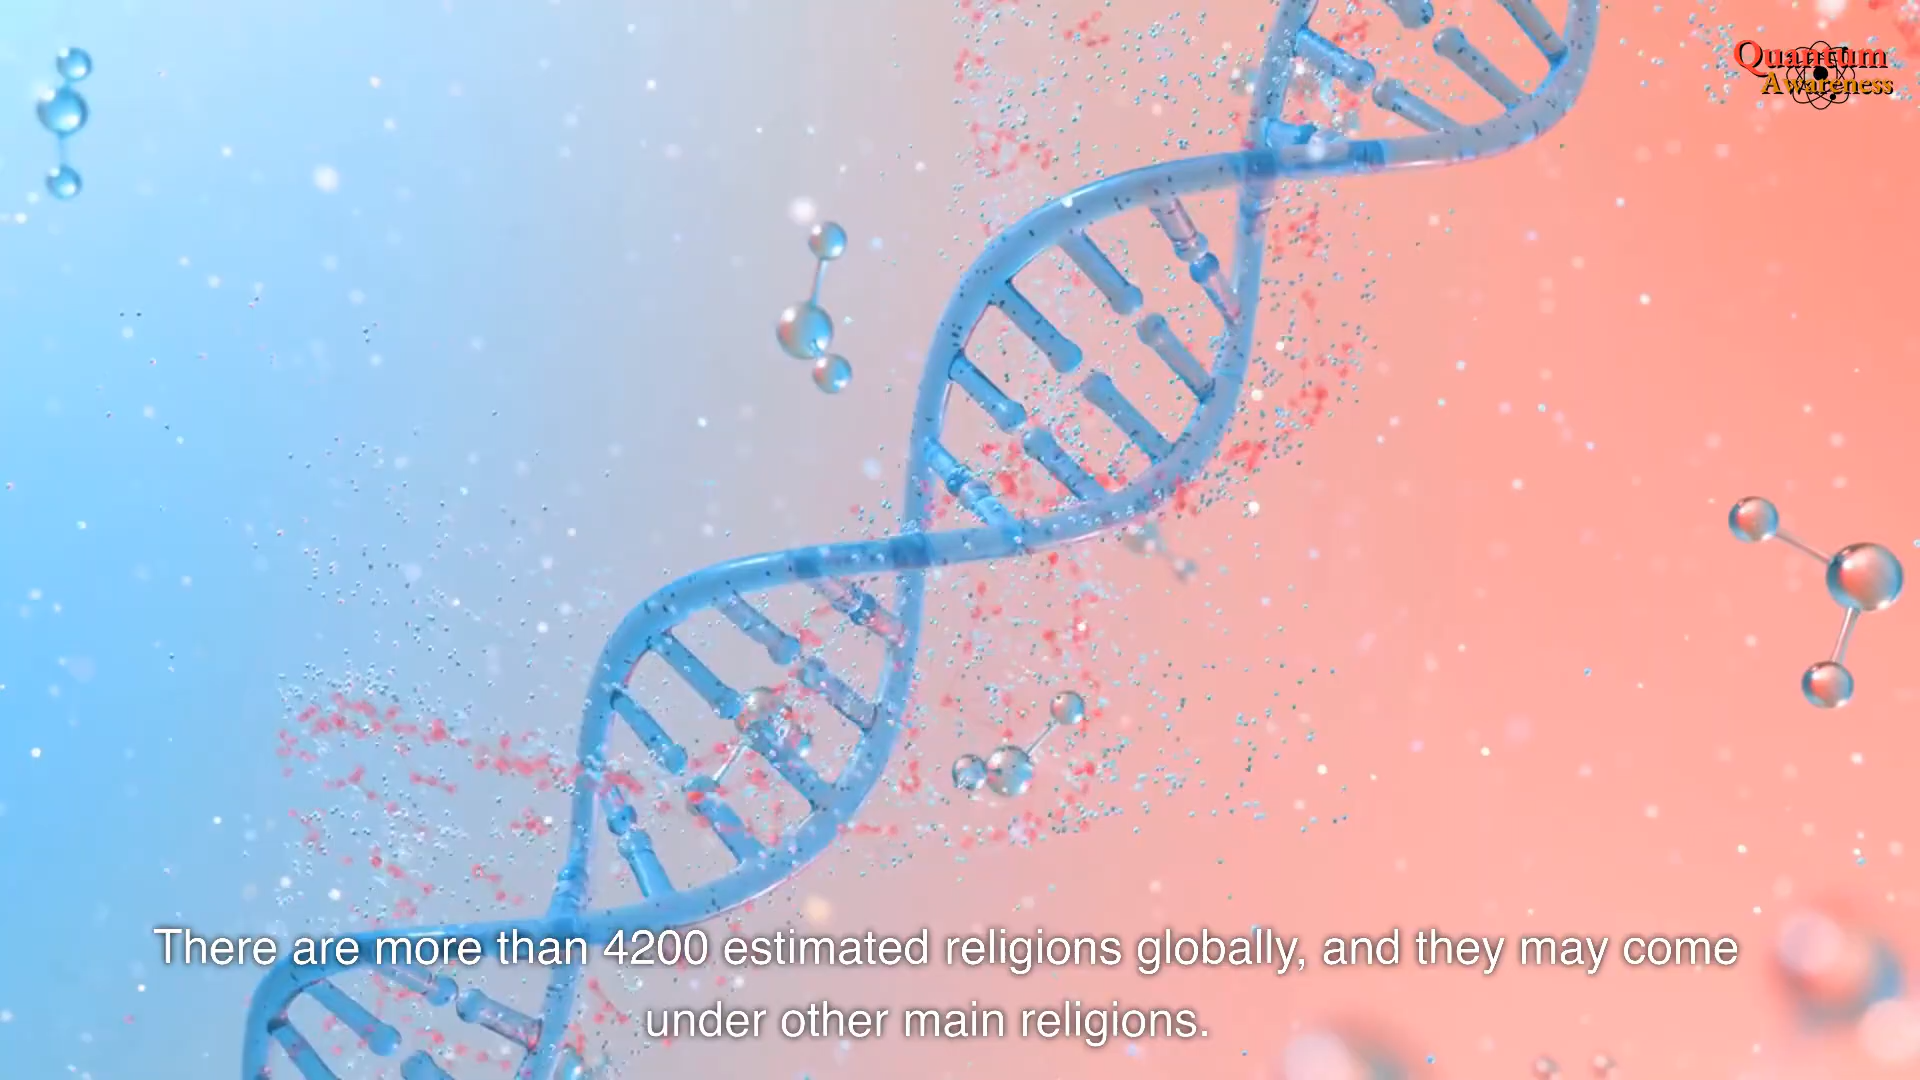 Quantum
Awareness
There are more than 4200 estimated religions globally, and they may come
under other main religions.